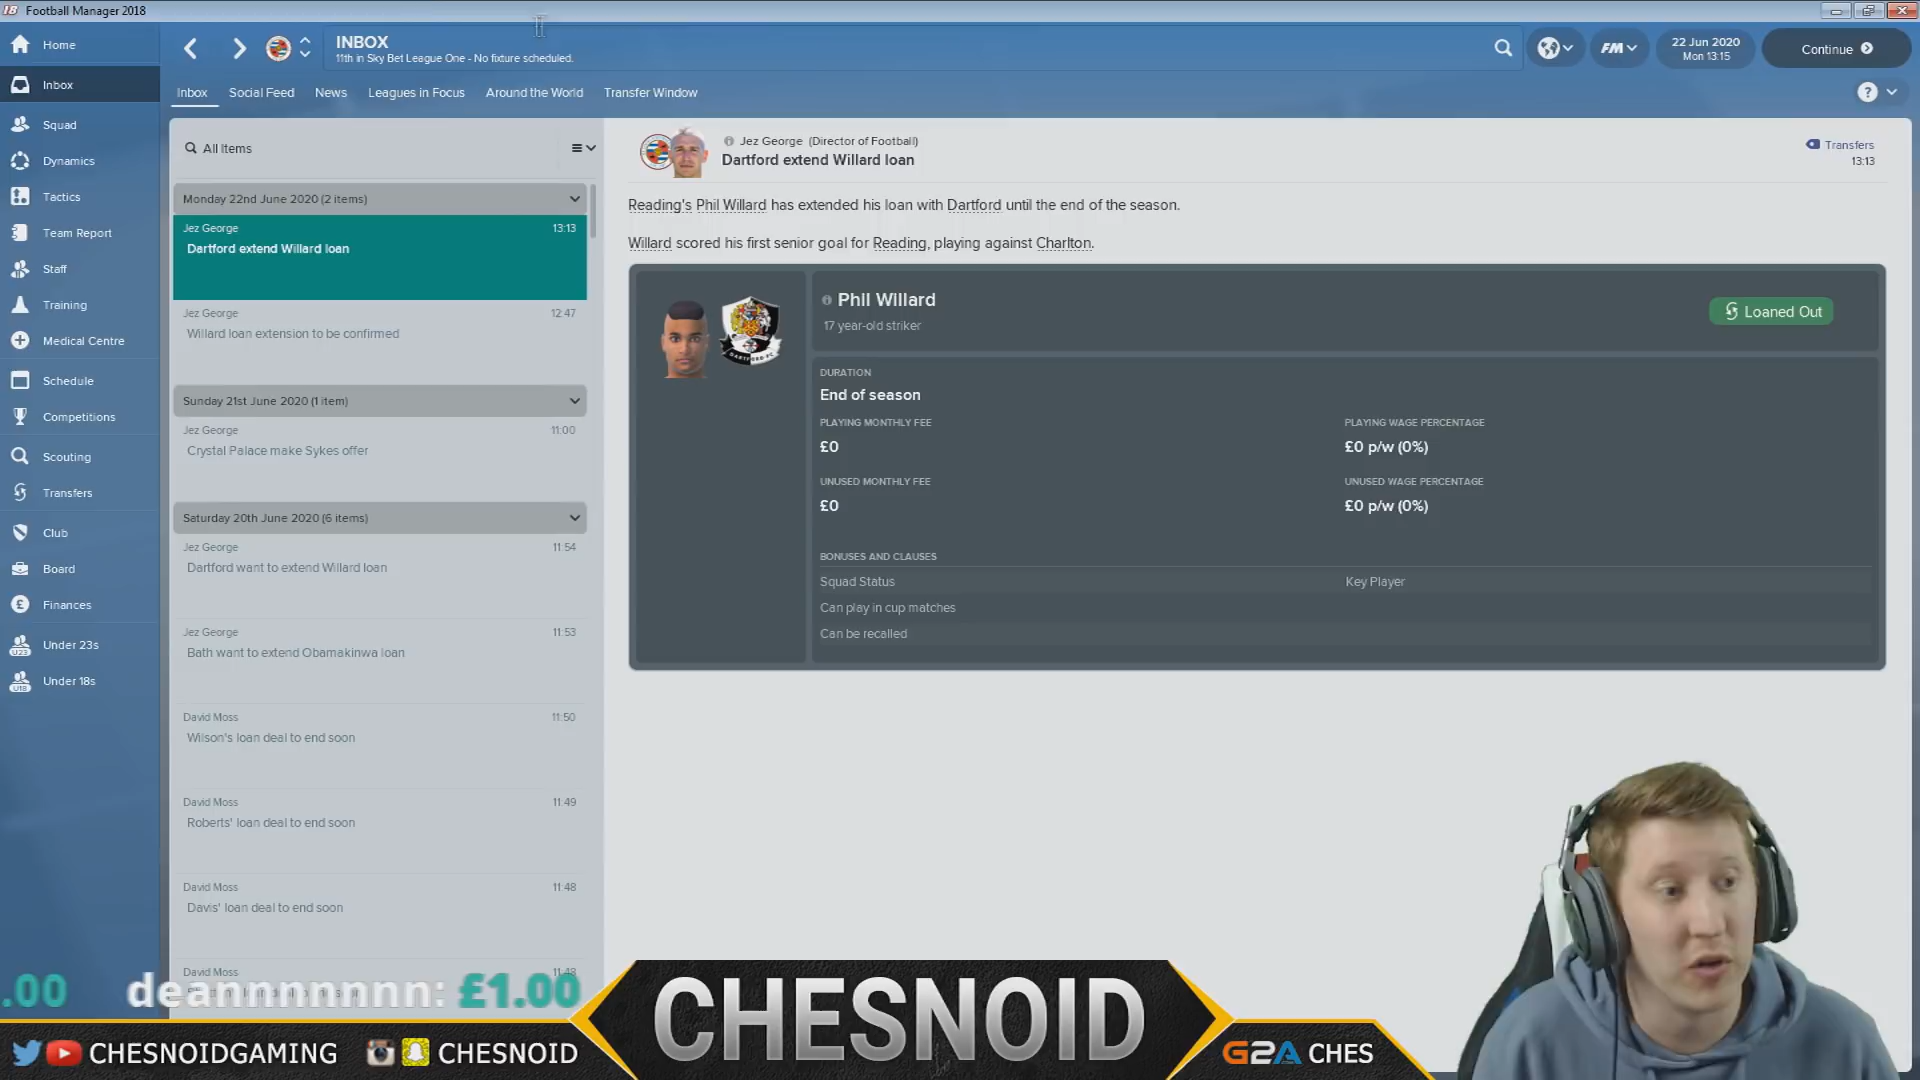 Football Manager 2018
Home
Inbox
Squad
Dynamics
Tactics
Team Report
Staff
Training
Medical Centre
Schedule
Competitions
Scouting
Transfers
Club
Board
Finances
Under 23s
Under 18s
INBOX
11th in Sky Bet League One - No fixture scheduled.
FM
22 Jun 2020
Mon 13:15
Continue
Inbox Social Feed News Leagues in Focus Around the World Transfer Window
?
All Items
Monday 22nd June 2020 (2 items)
Jez George 13:13
Dartford extend Willard loan
Jez George 12:47
Willard loan extension to be confirmed
Sunday 21st June 2020 (1 item)
Jez George 11:00
Crystal Palace make Sykes offer
Saturday 20th June 2020 (6 items)
Jez George 11:54
Dartford want to extend Willard loan
Jez George 11:53
Bath want to extend Obamakinwa loan
David Moss 11:50
Wilson's loan deal to end soon
David Moss 11:49
Roberts' loan deal to end soon
David Moss 11:48
Davis' loan deal to end soon
David Moss 11:48
Jez George (Director of Football)
Dartford extend Willard loan
Transfers
13:13
Reading's Phil Willard has extended his loan with Dartford until the end of the season.
Willard scored his first senior goal for Reading, playing against Charlton.
Phil Willard
17 year-old striker
Loaned Out
DARTFORD FC
DURATION
End of season
PLAYING MONTHLY FEE PLAYING WAGE PERCENTAGE
£0 £0 p/w (0%)
UNUSED MONTHLY FEE UNUSED WAGE PERCENTAGE
£0 £0 p/w (0%)
BONUSES AND CLAUSES
Squad Status Key Player
Can play in cup matches
Can be recalled
.00 deannnnnnn: £1.00
CHESNOIDGAMING CHESNOID
CHESNOID
G2A CHES